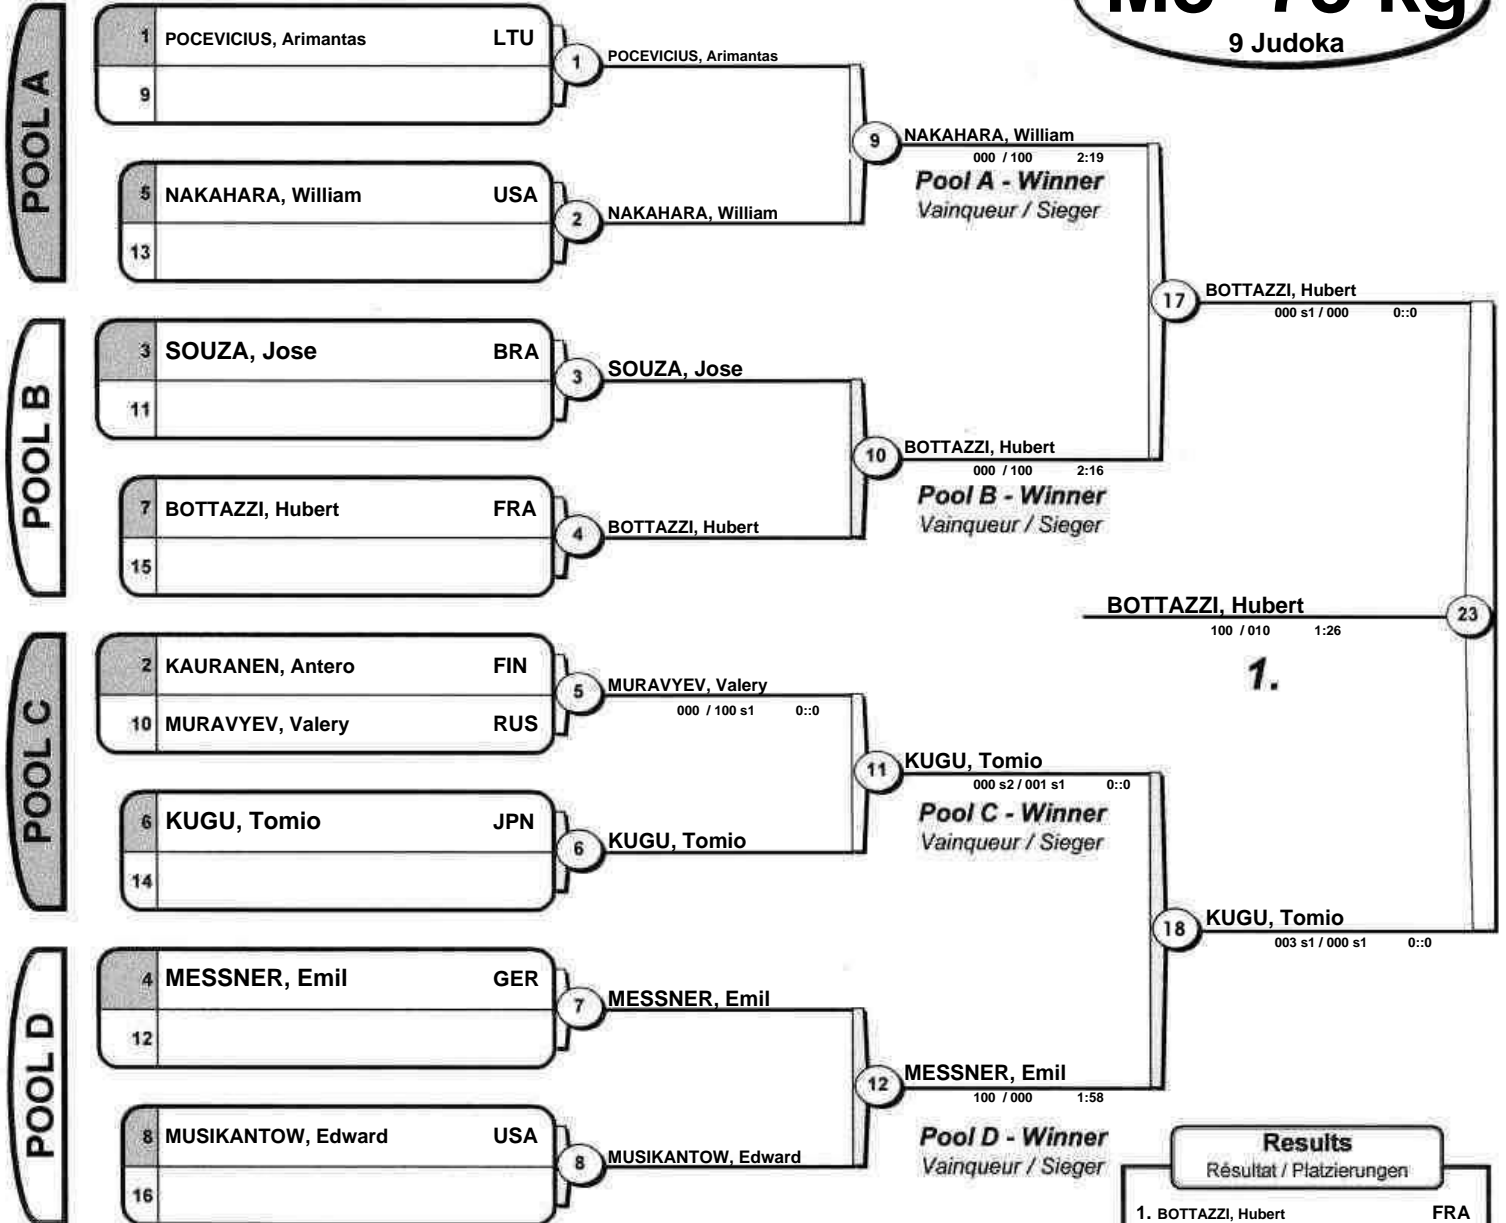 M6 -73 kg
9 Judoka
POOL A
1 POCEVICIUS, Arimantas LTU
9
5 NAKAHARA, William USA
13
1 POCEVICIUS, Arimantas
2 NAKAHARA, William
9 NAKAHARA, William
000 / 100 2:19
Pool A - Winner
Vainqueur / Sieger
POOL B
3 SOUZA, Jose BRA
11
7 BOTTAZZI, Hubert FRA
15
3 SOUZA, Jose
4 BOTTAZZI, Hubert
10 BOTTAZZI, Hubert
000 / 100 2:16
Pool B - Winner
Vainqueur / Sieger
17 BOTTAZZI, Hubert
000 s1 / 000 0::0
BOTTAZZI, Hubert 23
100 / 010 1:26
1.
POOL C
2 KAURANEN, Antero FIN
10 MURAVYEV, Valery RUS
6 KUGU, Tomio JPN
14
5 MURAVYEV, Valery
000 / 100 s1 0::0
6 KUGU, Tomio
11 KUGU, Tomio
000 s2 / 001 s1 0::0
Pool C - Winner
Vainqueur / Sieger
18 KUGU, Tomio
003 s1 / 000 s1 0::0
POOL D
4 MESSNER, Emil GER
12
8 MUSIKANTOW, Edward USA
16
7 MESSNER, Emil
8 MUSIKANTOW, Edward
12 MESSNER, Emil
100 / 000 1:58
Pool D - Winner
Vainqueur / Sieger
Results
Résultat / Platzierungen
1. BOTTAZZI, Hubert FRA